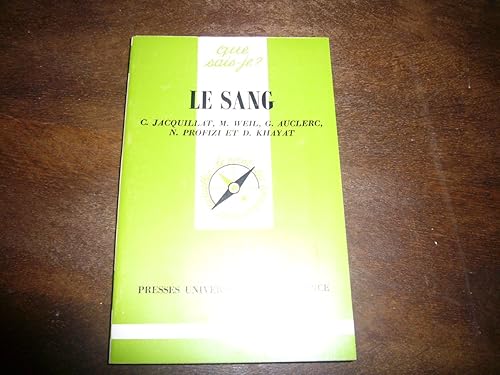 que
sais-je?
LE SANG
C. JACQUILLAT, M. WEIL, G. AUCLERC,
N. PROFIZI ET D. KHAYAT
PRESSES